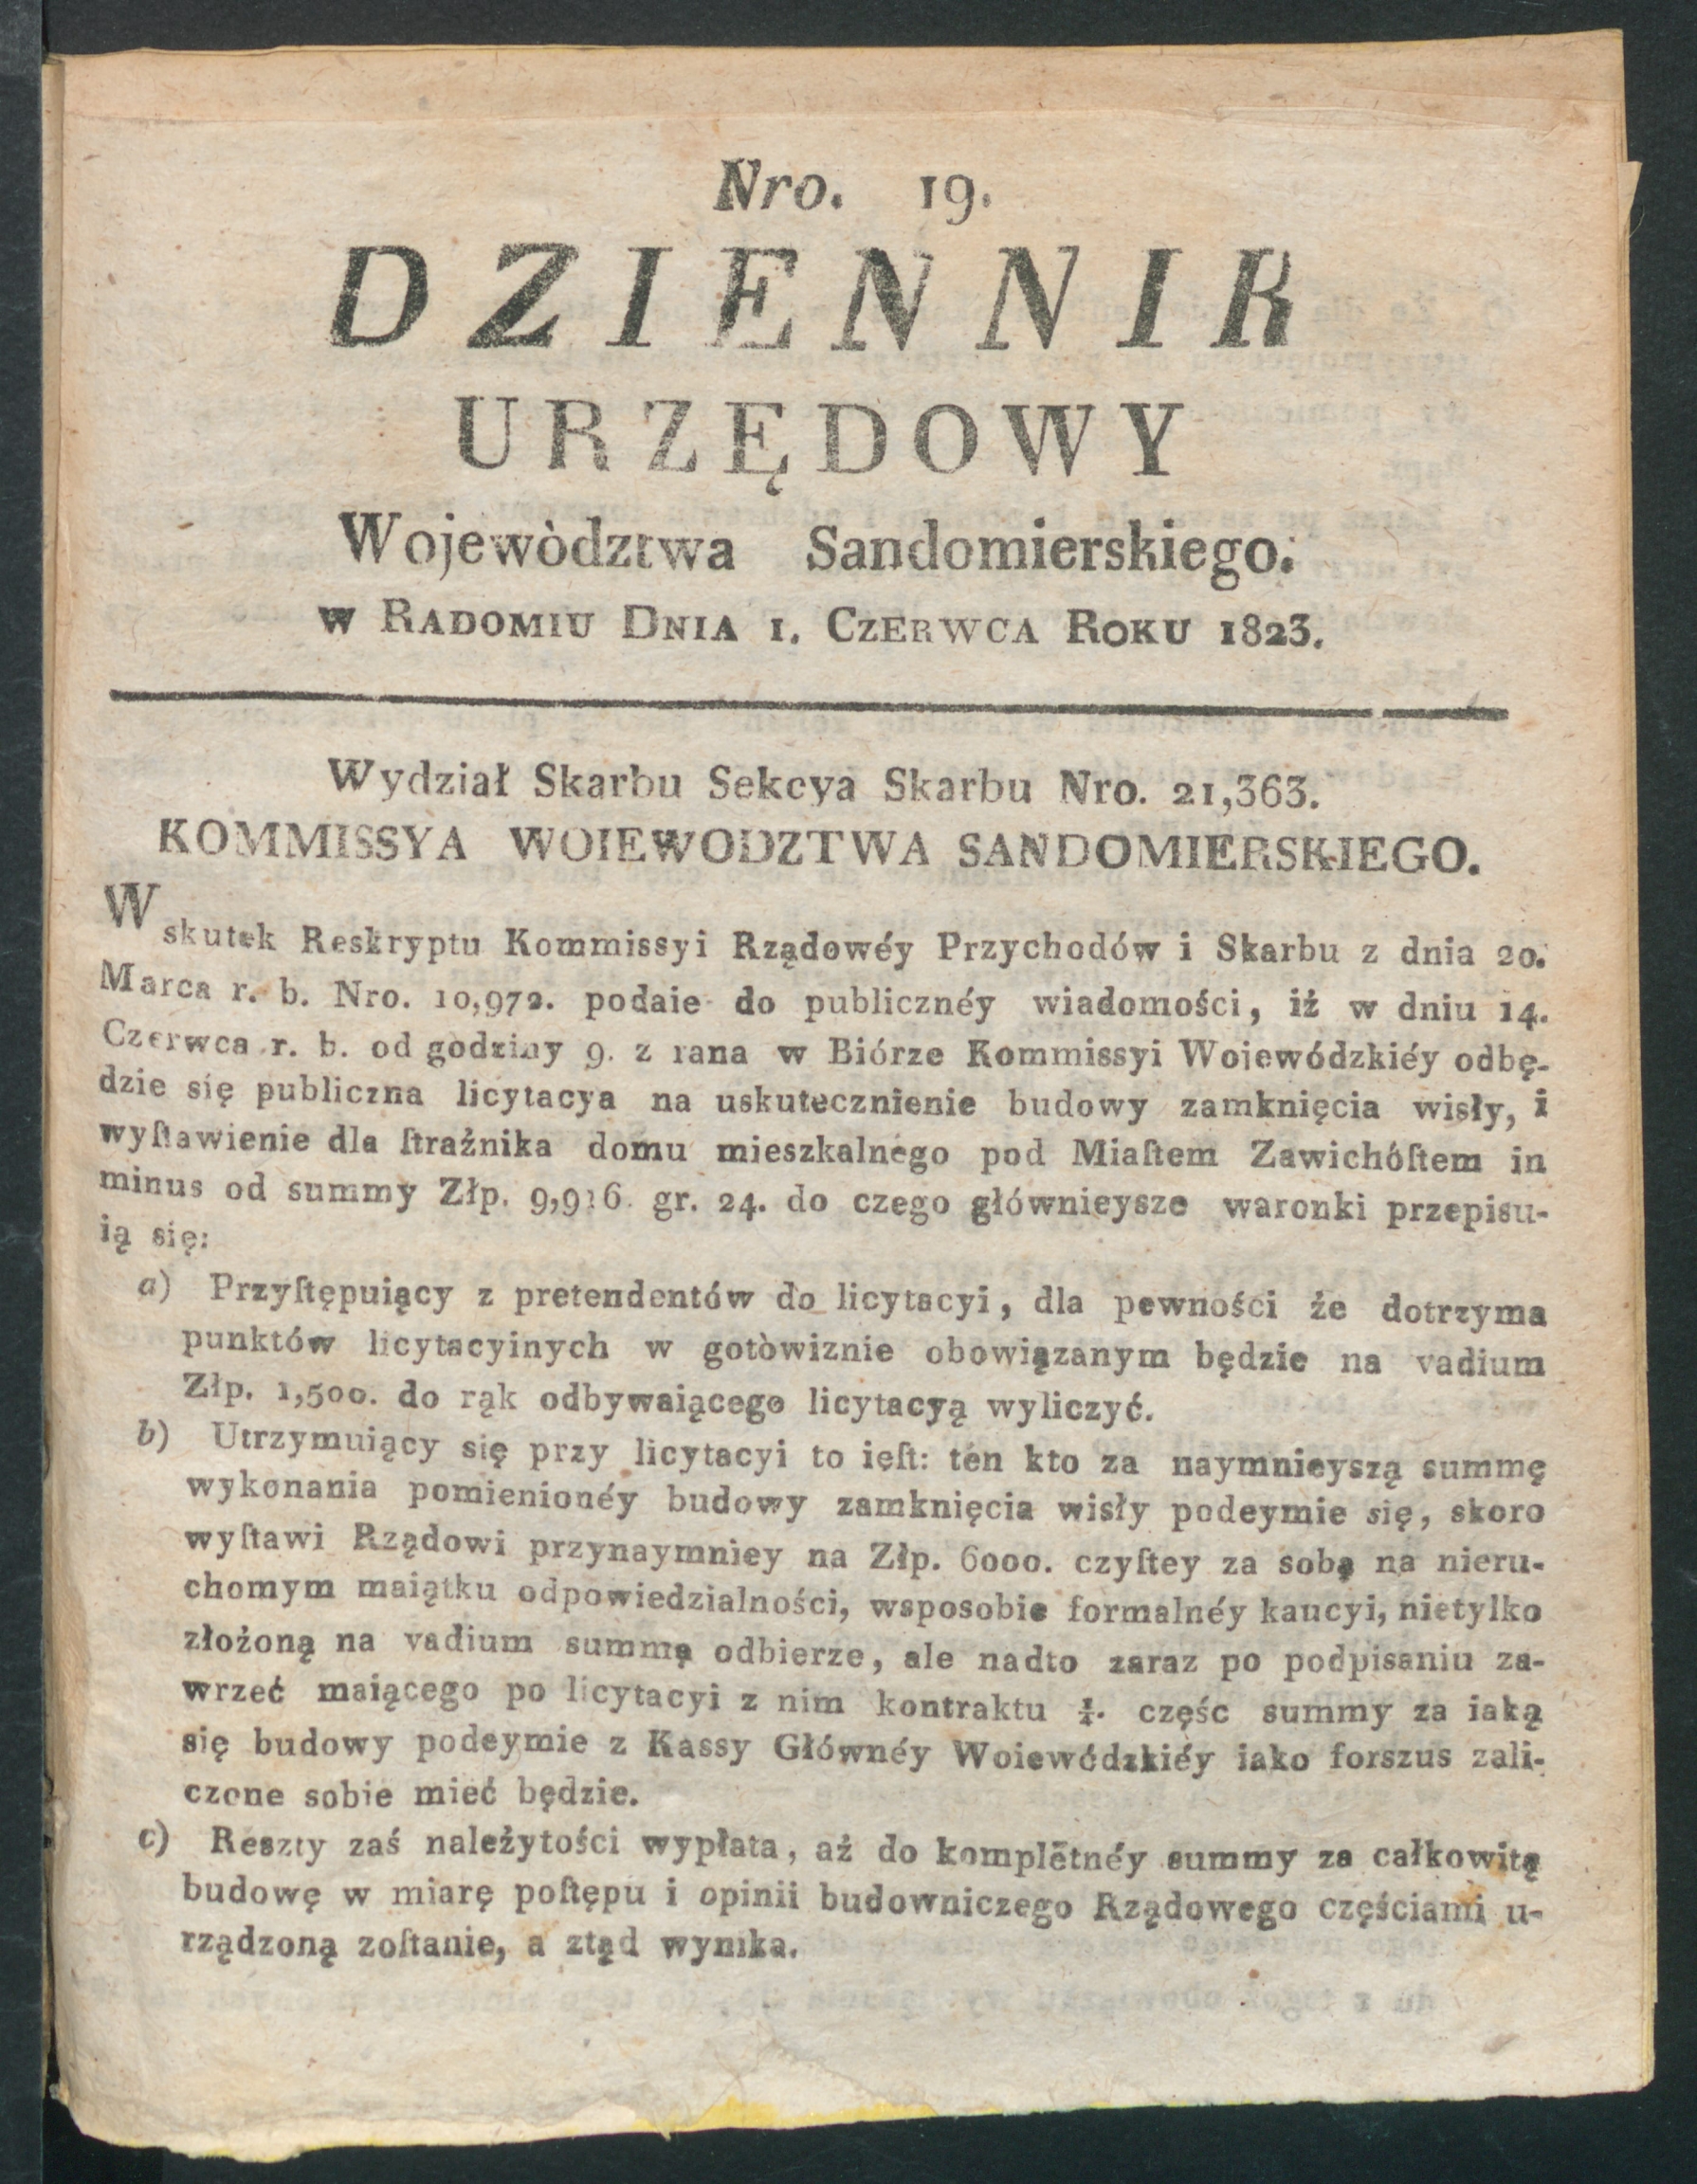 Nro. 19.
DZIENNIK
URZĘDOWY
Wojewòdztwa Sandomierskiego.
w Radomiu Dnia 1. Czerwca Roku 1823.
Wydział Skarbu Sekcya Skarbu Nro. 21,363.
KOMMISSYA WOIEWODZTWA SANDOMIERSKIEGO.
W skutek Reskryptu Kommissyi Rządowéy Przychodów i Skarbu z dnia 20.
Marca r. b. Nro. 10,972. podaie do publicznéy wiadomości, iż w dniu 14.
Czerwca r. b. od godziny 9. z rana w Biórze Kommissyi Woiewódzkiéy odbę-
dzie się publiczna licytacya na uskutecznienie budowy zamknięcia wisły, i
wyſtawienie dla ſtraźnika domu mieszkalnego pod Miaſtem Zawichóſtem in
minus od summy Złp. 9,916. gr. 24. do czego głównieysze waronki przepisu-
ią się:
a) Przyſtępuiący z pretendentów do licytacyi, dla pewności że dotrzyma
punktów licytacyinych w gotòwiznie obowiązanym będzie na vadium
Złp. 1,500. do rąk odbywaiącego licytacyą wyliczyć.
b) Utrzymuiący się przy licytacyi to ieſt: tén kto za naymnieyszą summę
wykonania pomienionéy budowy zamknięcia wisły podeymie się, skoro
wyſtawi Rządowi przynaymniey na Złp. 6000. czyſtey za sobą na nieru-
chomym maiątku odpowiedzialności, wsposobie formalnéy kaucyi, nietylko
złożoną na vadium summę odbierze, ale nadto zaraz po podpisaniu za-
wrzeć maiącego po licytacyi z nim kontraktu ¼. częśc summy za iaką
się budowy podeymie z Kassy Głównéy Woiewódzkiéy iako forszus zali-
czone sobie mieć będzie.
c) Reszty zaś należytości wypłata, aż do komplētnéy summy za całkowitą
budowę w miarę poſtępu i opinii budowniczego Rządowego częściami u-
rządzoną zoſtanie, a ztąd wynika.